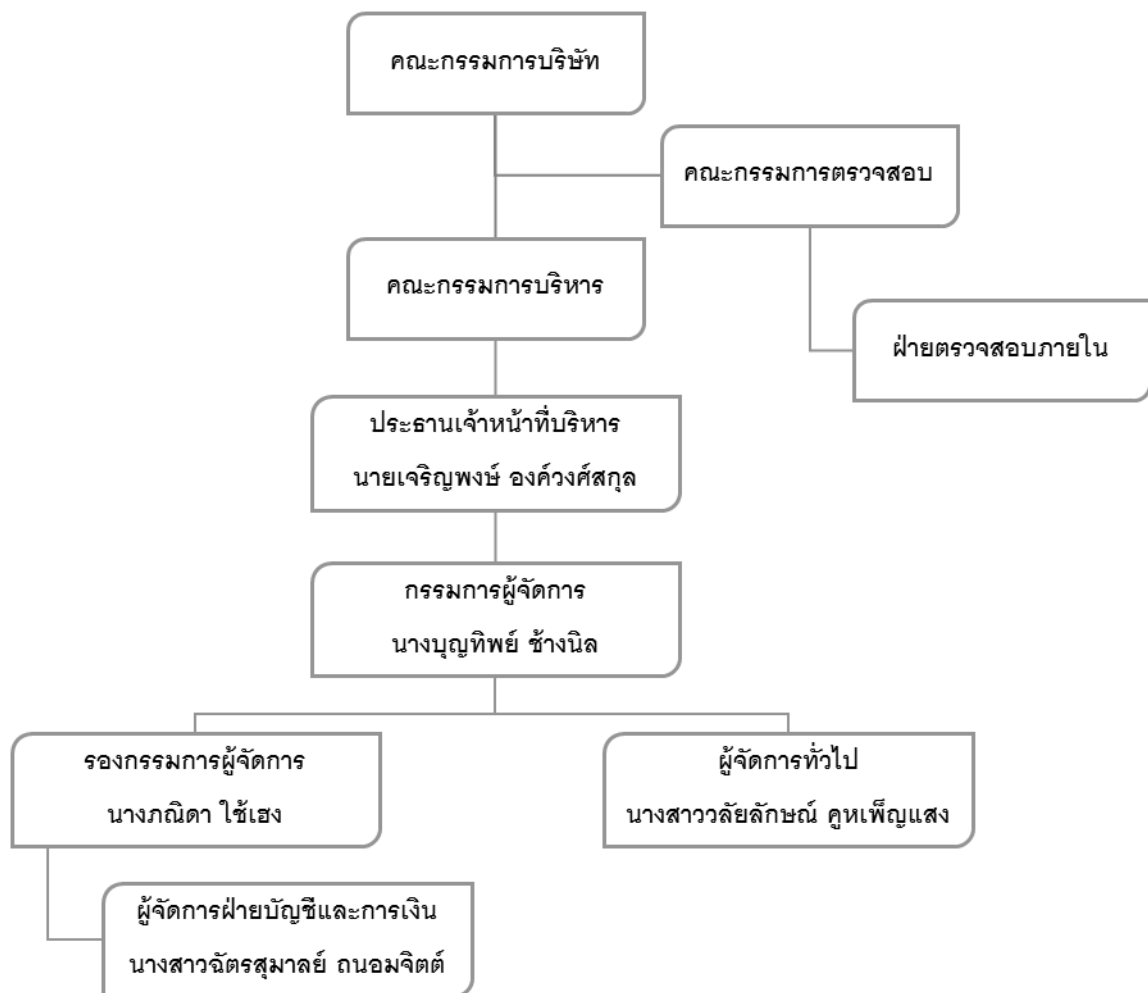 คณะกรรมการบริษัท
คณะกรรมการตรวจสอบ
คณะกรรมการบริหาร
ฝ่ายตรวจสอบภายใน
ประธานเจ้าหน้าที่บริหาร
นายเจริญพงษ์ องค์วงศ์สกุล
กรรมการผู้จัดการ
นางบุญทิพย์ ช้างนิล
รองกรรมการผู้จัดการ
นางภณิดา ใช้เฮง
ผู้จัดการทั่วไป
นางสาววลัยลักษณ์ คูหเพ็ญแสง
ผู้จัดการฝ่ายบัญชีและการเงิน
นางสาวฉัตรสุมาลย์ ถนอมจิตต์